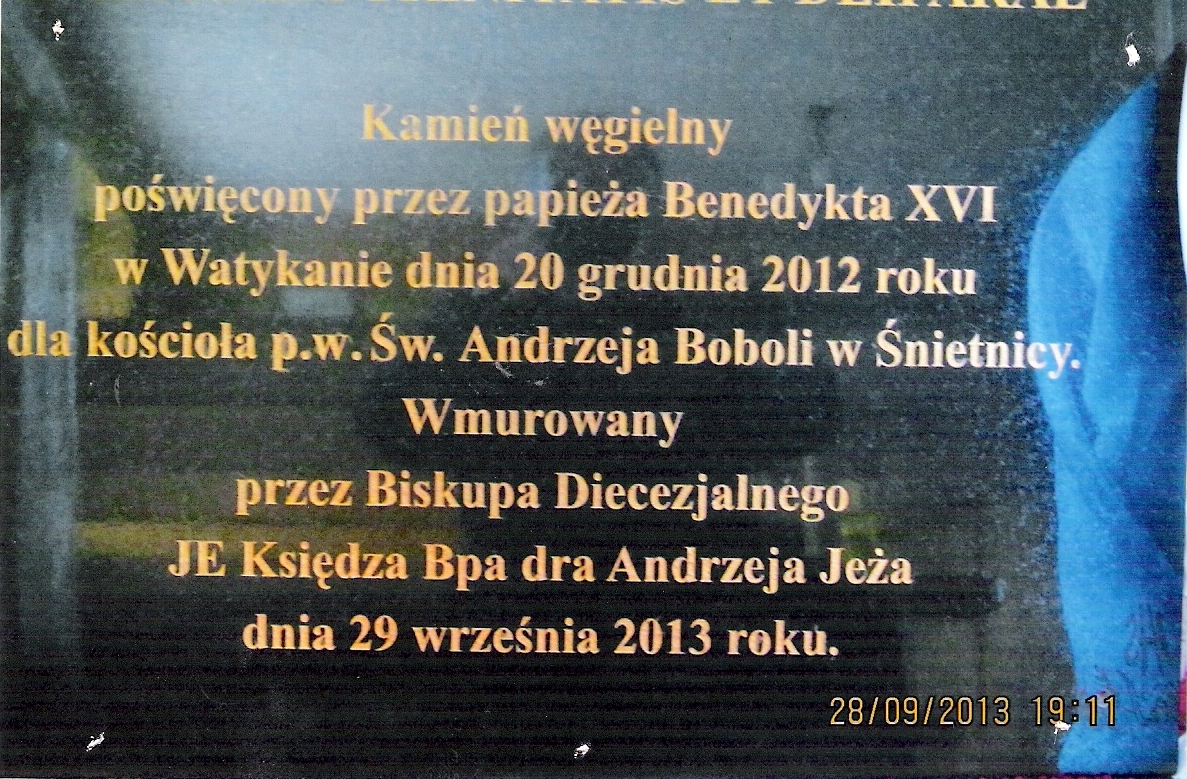 Kamień węgielny
poświęcony przez papieża Benedykta XVI
w Watykanie dnia 20 grudnia 2012 roku
dla kościoła p.w. Św. Andrzeja Boboli w Śnietnicy.
Wmurowany
przez Biskupa Diecezjalnego
JE Księdza Bpa dra Andrzeja Jeża
dnia 29 września 2013 roku.
28/09/2013 19:11